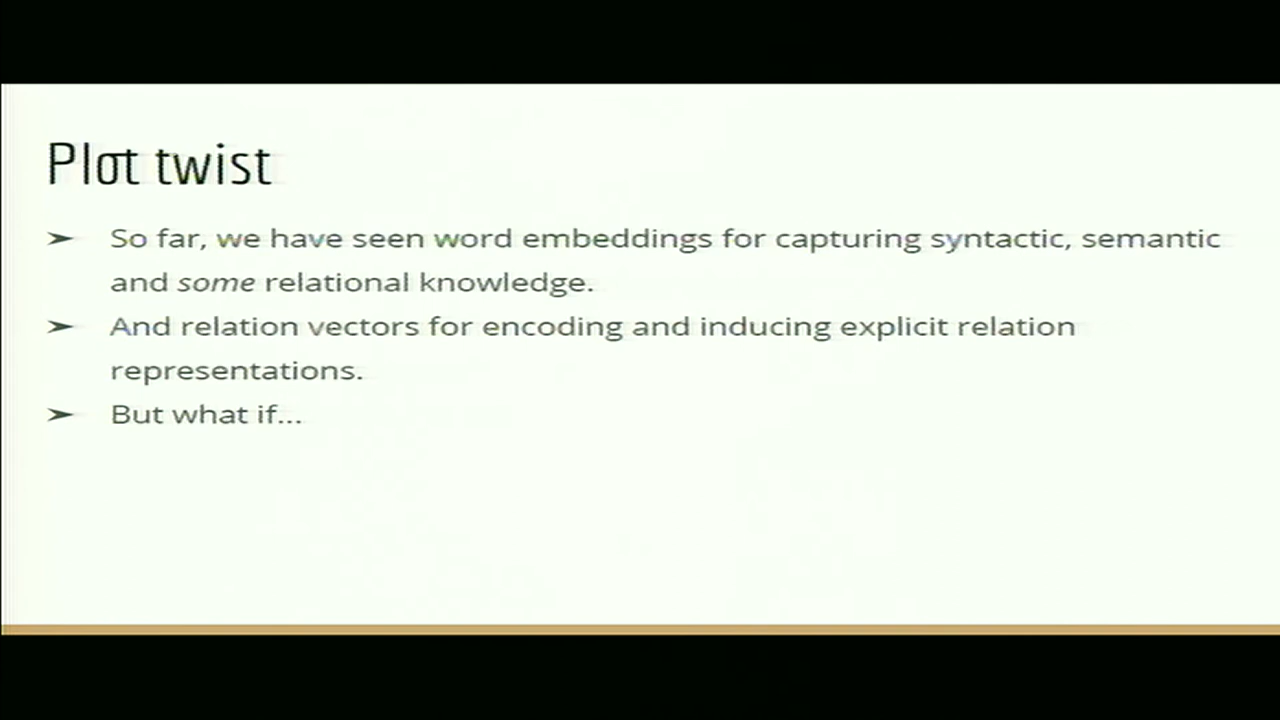 Plot twist
➤ So far, we have seen word embeddings for capturing syntactic, semantic
and some relational knowledge.
➤ And relation vectors for encoding and inducing explicit relation
representations.
➤ But what if...